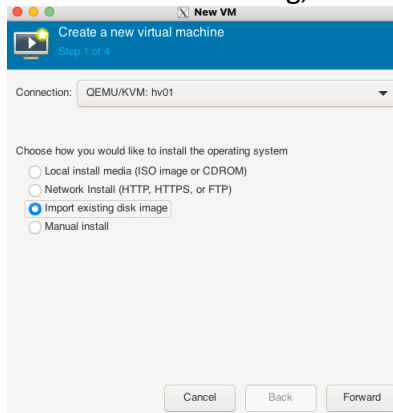 New VM
Create a new virtual machine
Step 1 of 4
Connection: QEMU/KVM: hv01
Choose how you would like to install the operating system
Local install media (ISO image or CDROM)
Network Install (HTTP, HTTPS, or FTP)
Import existing disk image
Manual install
Cancel Back Forward